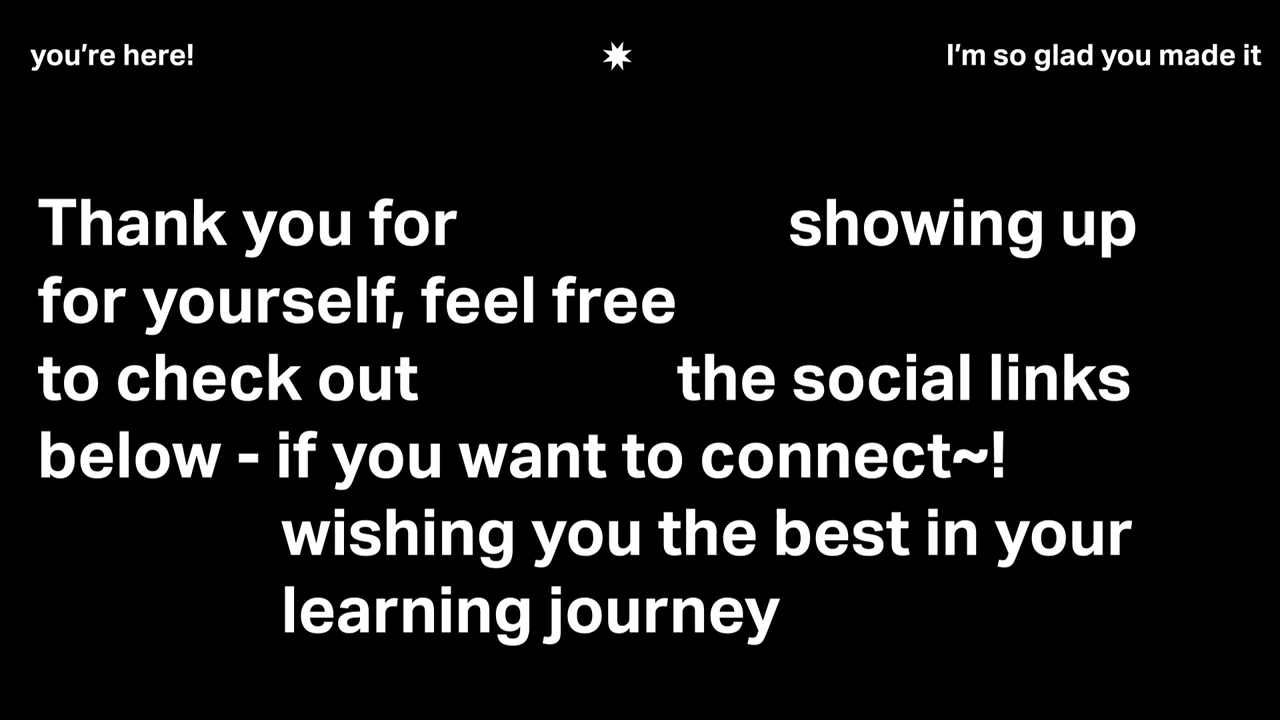 you're here!
I'm so glad you made it
Thank you for showing up
for yourself, feel free
to check out the social links
below - if you want to connect~!
wishing you the best in your
learning journey